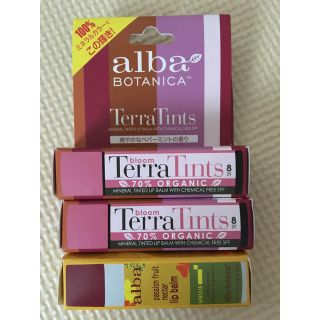 100%
ミネラルカラーで
この輝き!
alba
BOTANICA™
TerraTints
MINERAL TINTED LIP BALM WITH CHEMICAL FREE SPF
爽やかなペパーミントの香り
bloom
TerraTints
70% ORGANIC
MINERAL TINTED LIP BALM WITH CHEMICAL FREE SPF
8
bloom
TerraTints
70% ORGANIC
MINERAL TINTED LIP BALM WITH CHEMICAL FREE SPF
8
alba
passion fruit
nectar
lip balm
HAWAIIAN